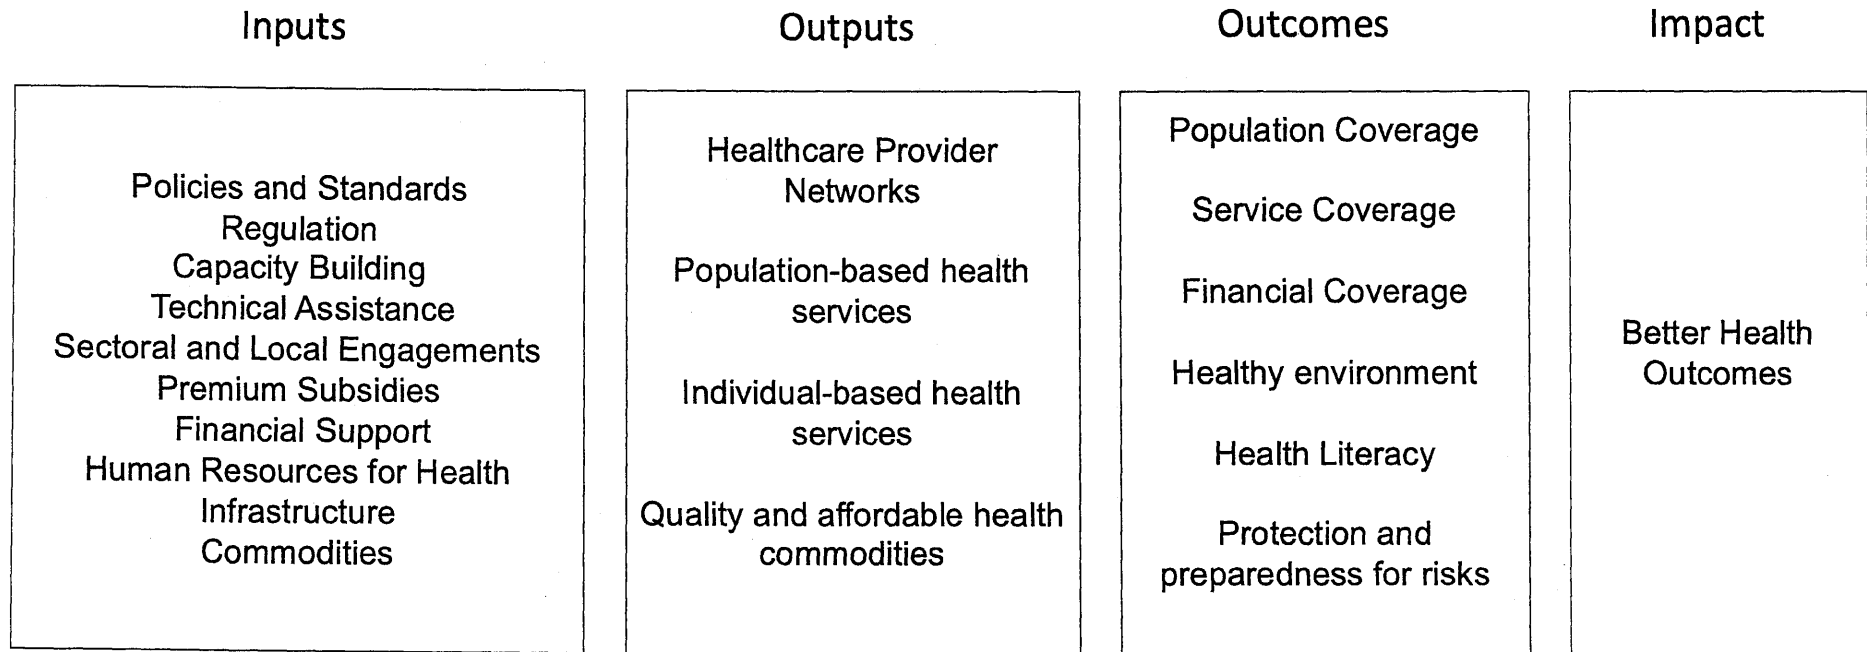 Inputs
Outputs
Outcomes
Impact
Policies and Standards
Regulation
Capacity Building
Technical Assistance
Sectoral and Local Engagements
Premium Subsidies
Financial Support
Human Resources for Health
Infrastructure
Commodities
Healthcare Provider
Networks
Population-based health
services
Individual-based health
services
Quality and affordable health
commodities
Population Coverage
Service Coverage
Financial Coverage
Healthy environment
Health Literacy
Protection and
preparedness for risks
Better Health
Outcomes